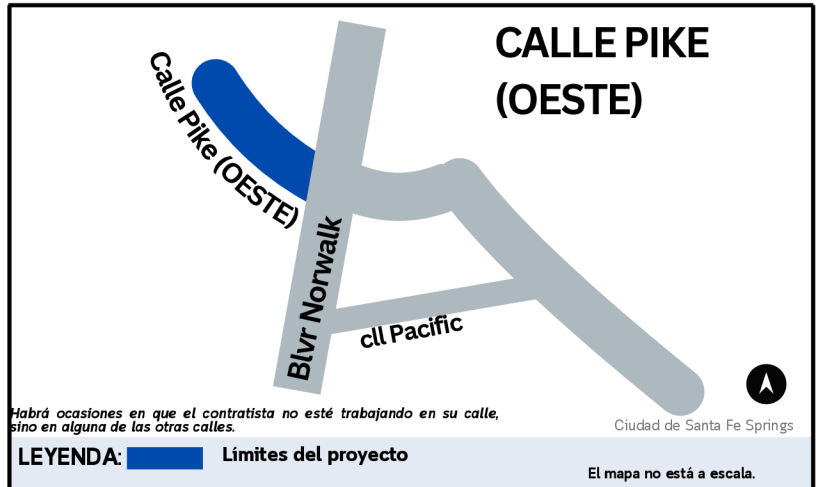 CALLE PIKE
(OESTE)
Calle Pike (OESTE)
Blvr Norwalk
cll Pacific
Habrá ocasiones en que el contratista no esté trabajando en su calle,
sino en alguna de las otras calles.
Ciudad de Santa Fe Springs
LEYENDA:
Límites del proyecto
El mapa no está a escala.